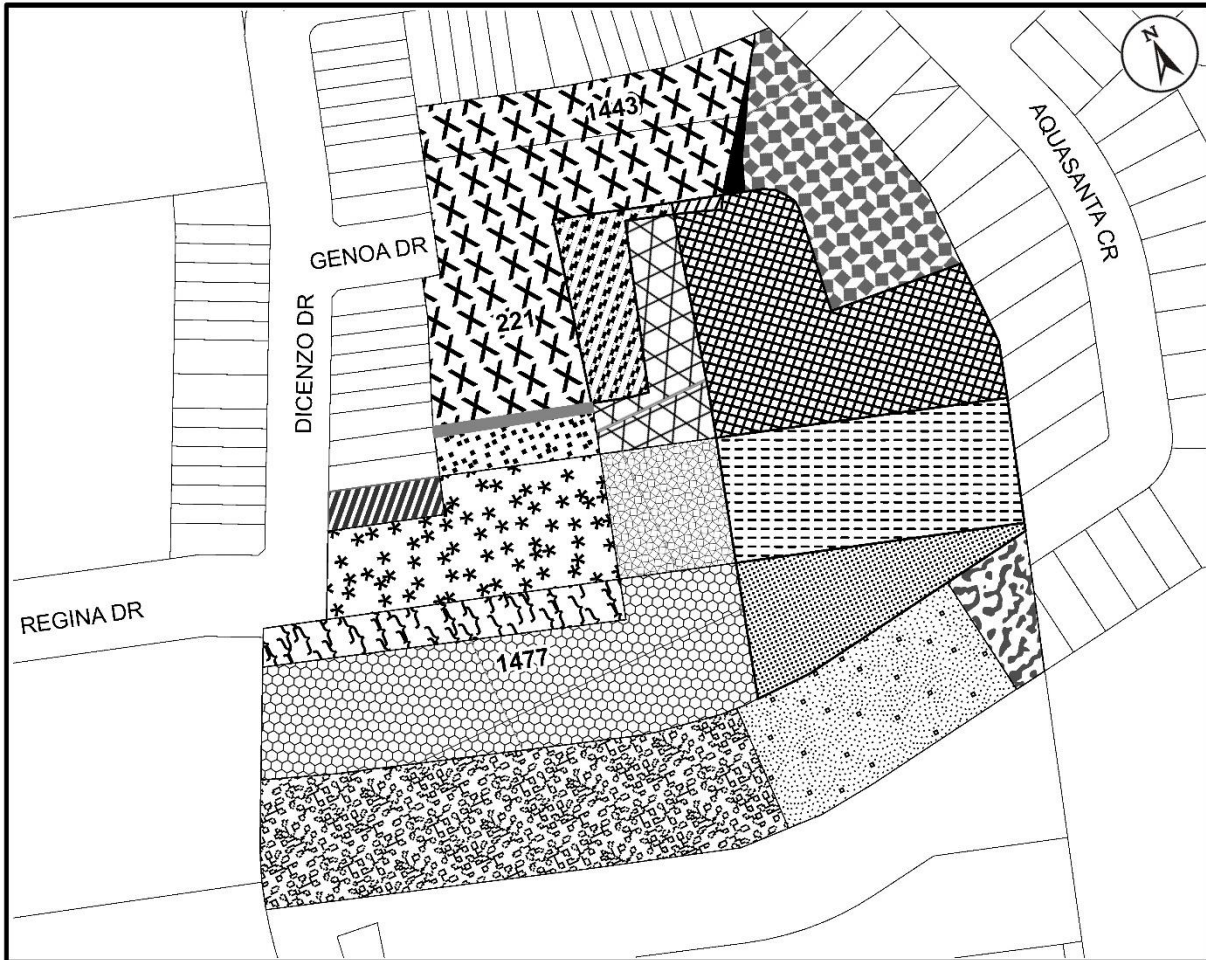 N
1443
AQUASANTA CR
GENOA DR
221
DICENZO DR
REGINA DR
1477